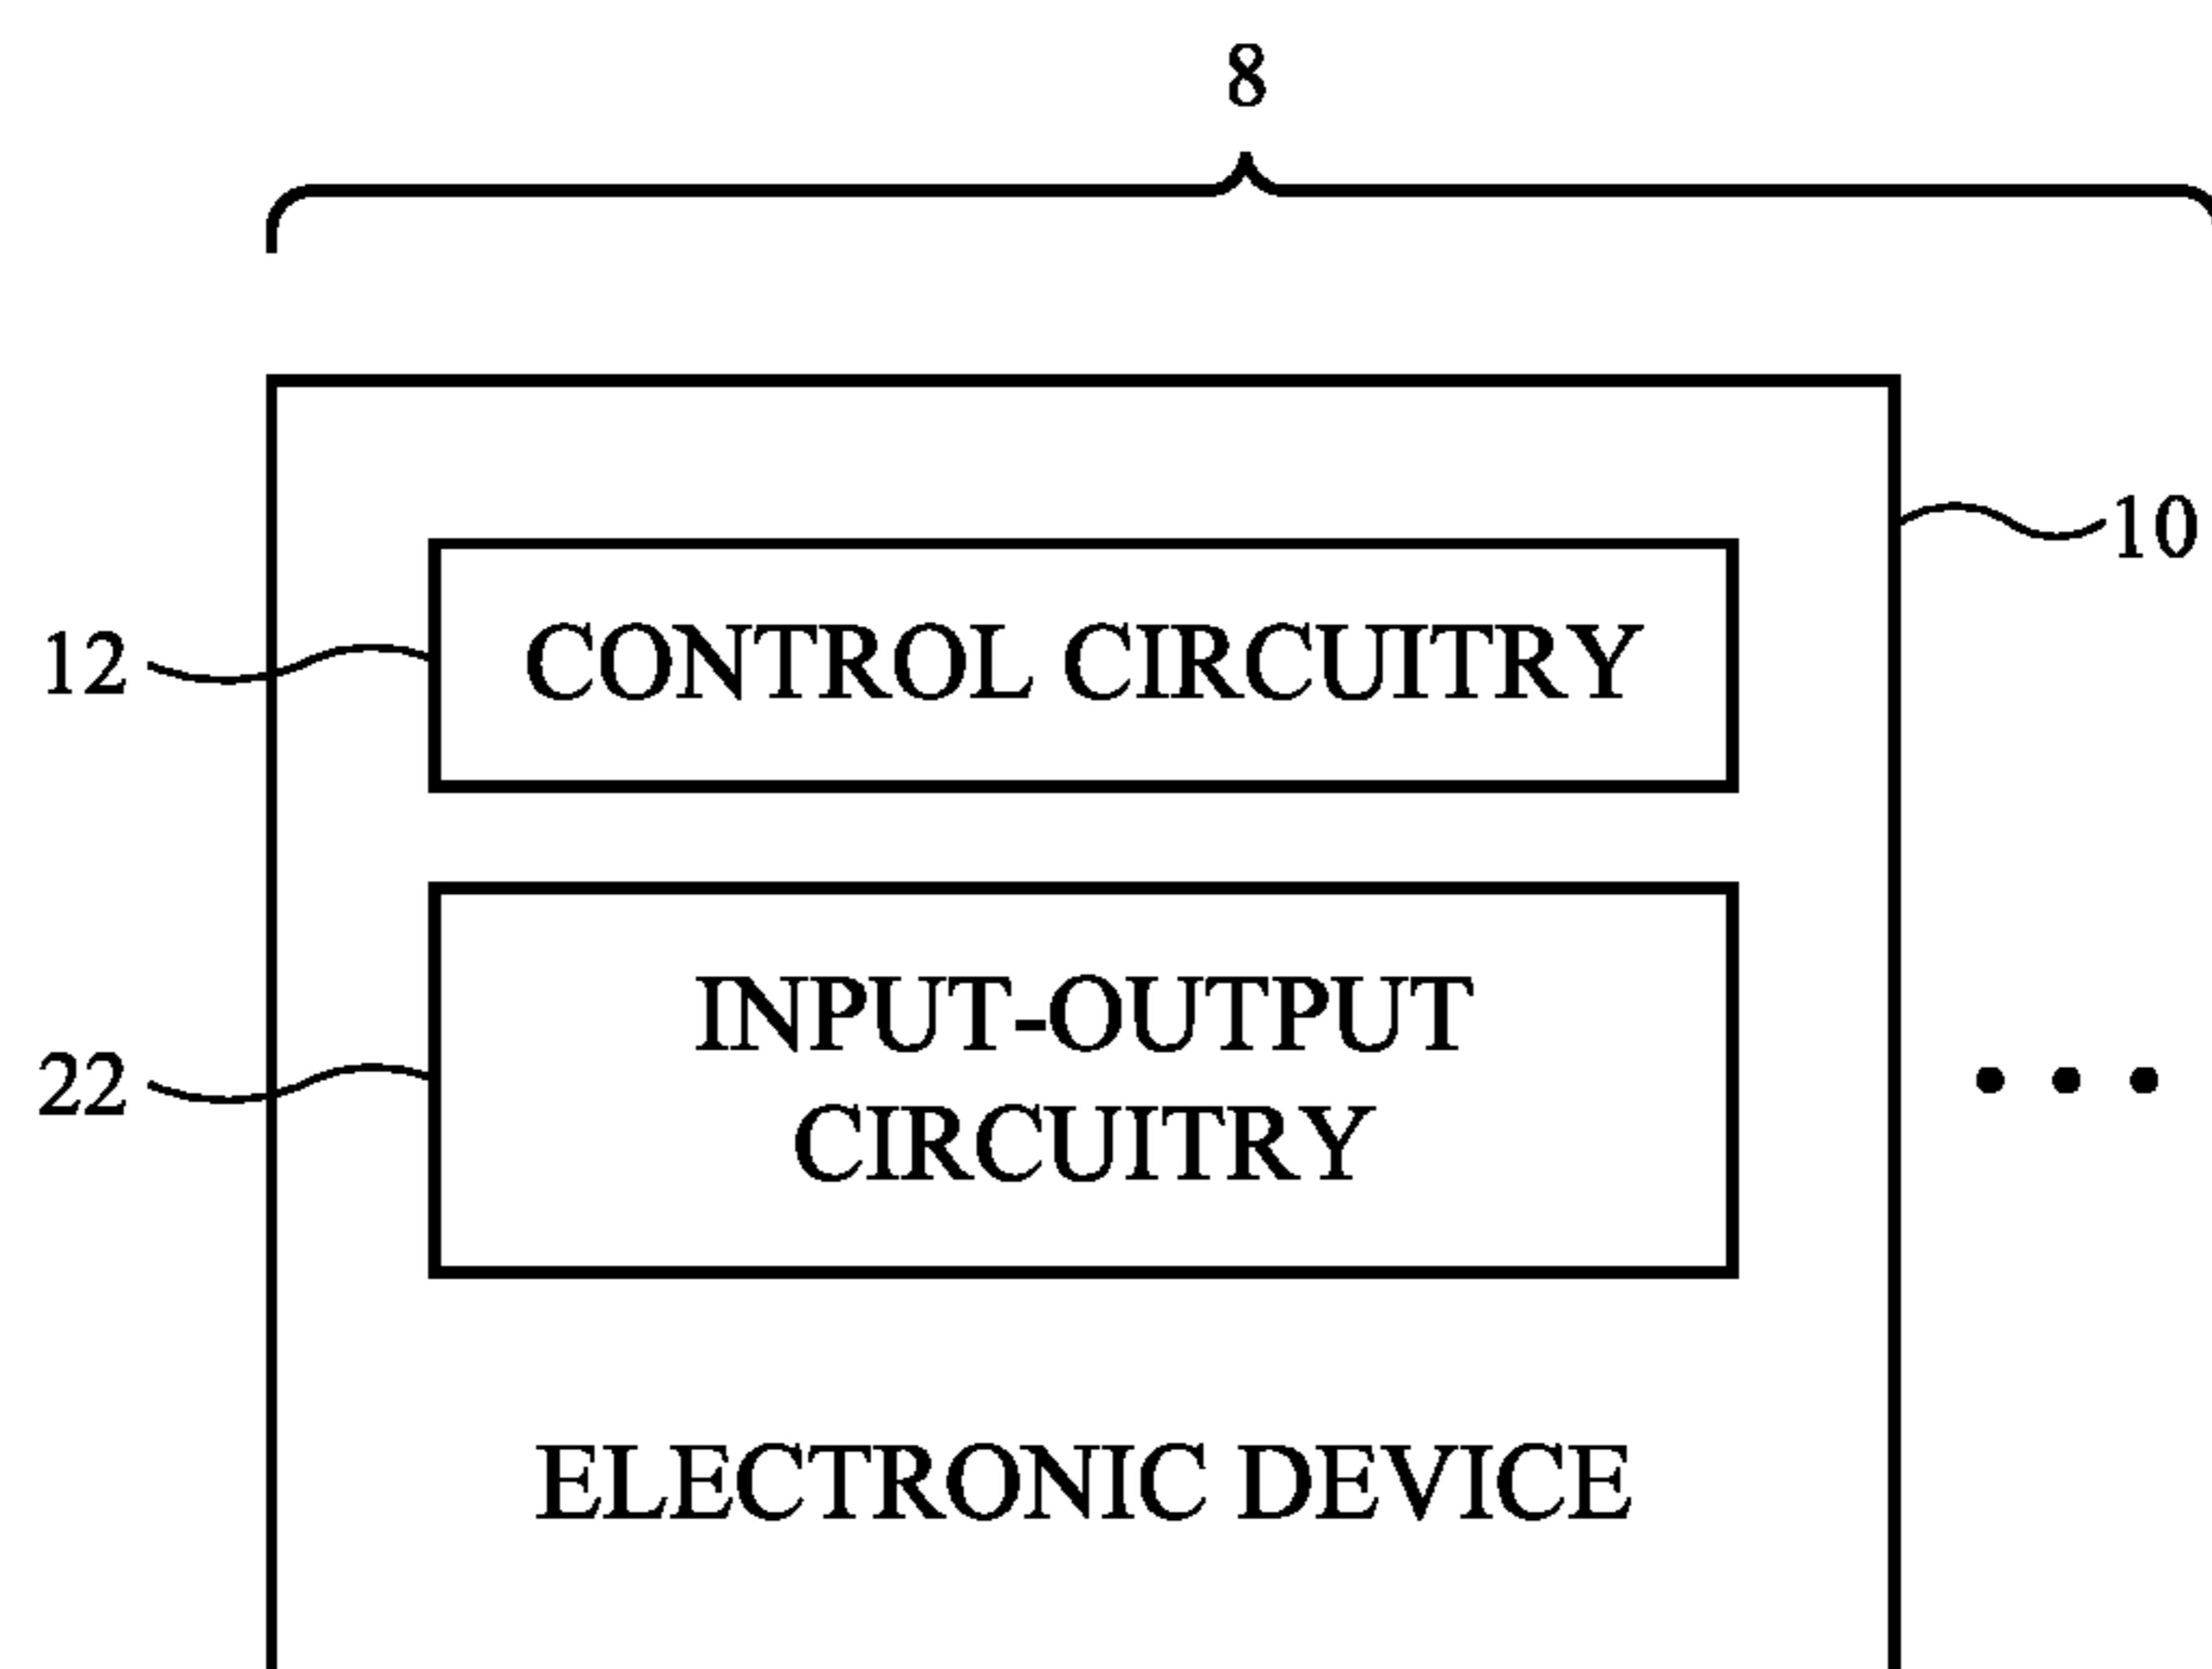 8
10
12
CONTROL CIRCUITRY
22
INPUT-OUTPUT
CIRCUITRY
ELECTRONIC DEVICE